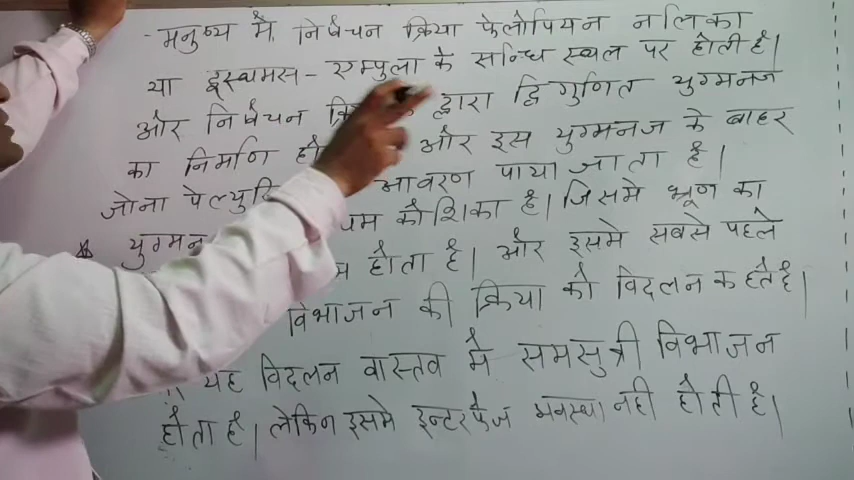 - मनुष्य मै निषेचन क्रिया फेलोपियन नलिका
या इस्थमस - एम्पुला के सन्धि स्थल पर होती है।
और निषेचन द्वारा द्विगुणित युग्मनज
का निर्माण और इस युग्मनज के बाहर
जोना पेल्युसि आवरण पाया जाता है।
युग्मन कौशिका है। जिसमे भ्रूण का
होता है। और इसमे सबसे पहले
विभाजन की क्रिया को विदलन कहते है।
यह विदलन वास्तव मै समसुत्री विभाजन
होता है। लेकिन इसमे इन्टरफेज अवस्था नही होती है।